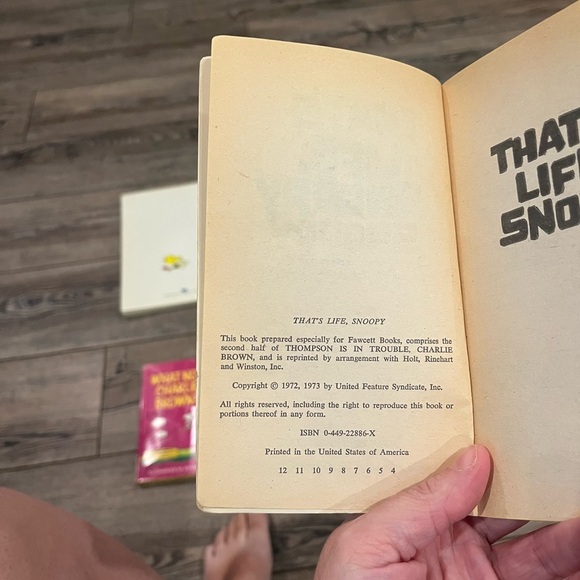 THAT'S LIFE, SNOOPY
This book prepared especially for Fawcett Books, comprises the
second half of THOMPSON IS IN TROUBLE, CHARLIE
BROWN, and is reprinted by arrangement with Holt, Rinehart
and Winston, Inc.
Copyright © 1972, 1973 by United Feature Syndicate, Inc.
All rights reserved, including the right to reproduce this book or
portions thereof in any form.
ISBN 0-449-22886-X
Printed in the United States of America
12 11 10 9 8 7 6 5 4
THAT'
LIF
SNOO
WHAT
CHARLIE
BROWN